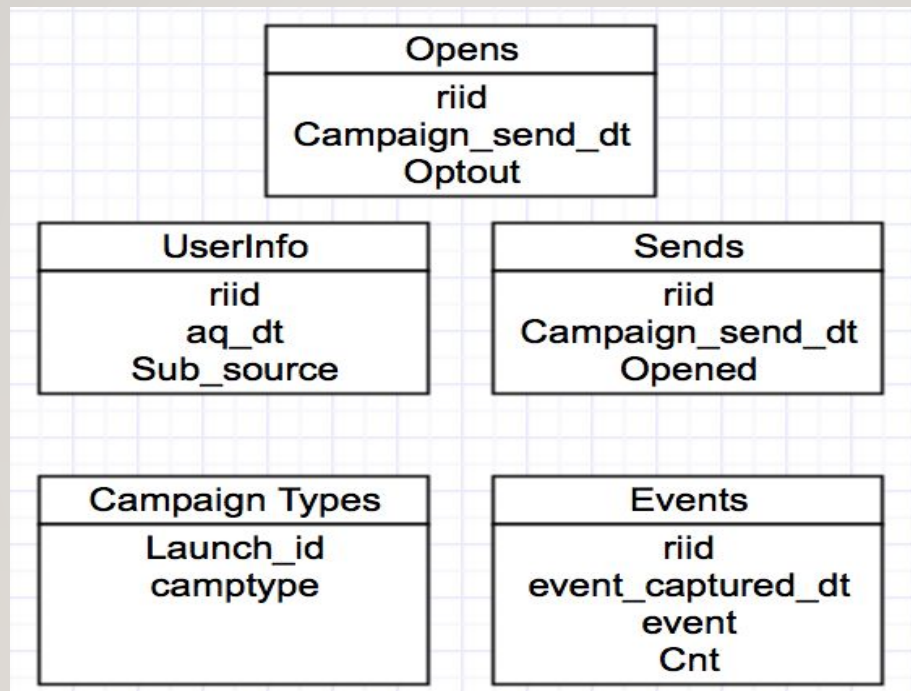 Opens
riid
Campaign_send_dt
Optout
UserInfo
riid
aq_dt
Sub_source
Sends
riid
Campaign_send_dt
Opened
Campaign Types
Launch_id
camptype
Events
riid
event_captured_dt
event
Cnt